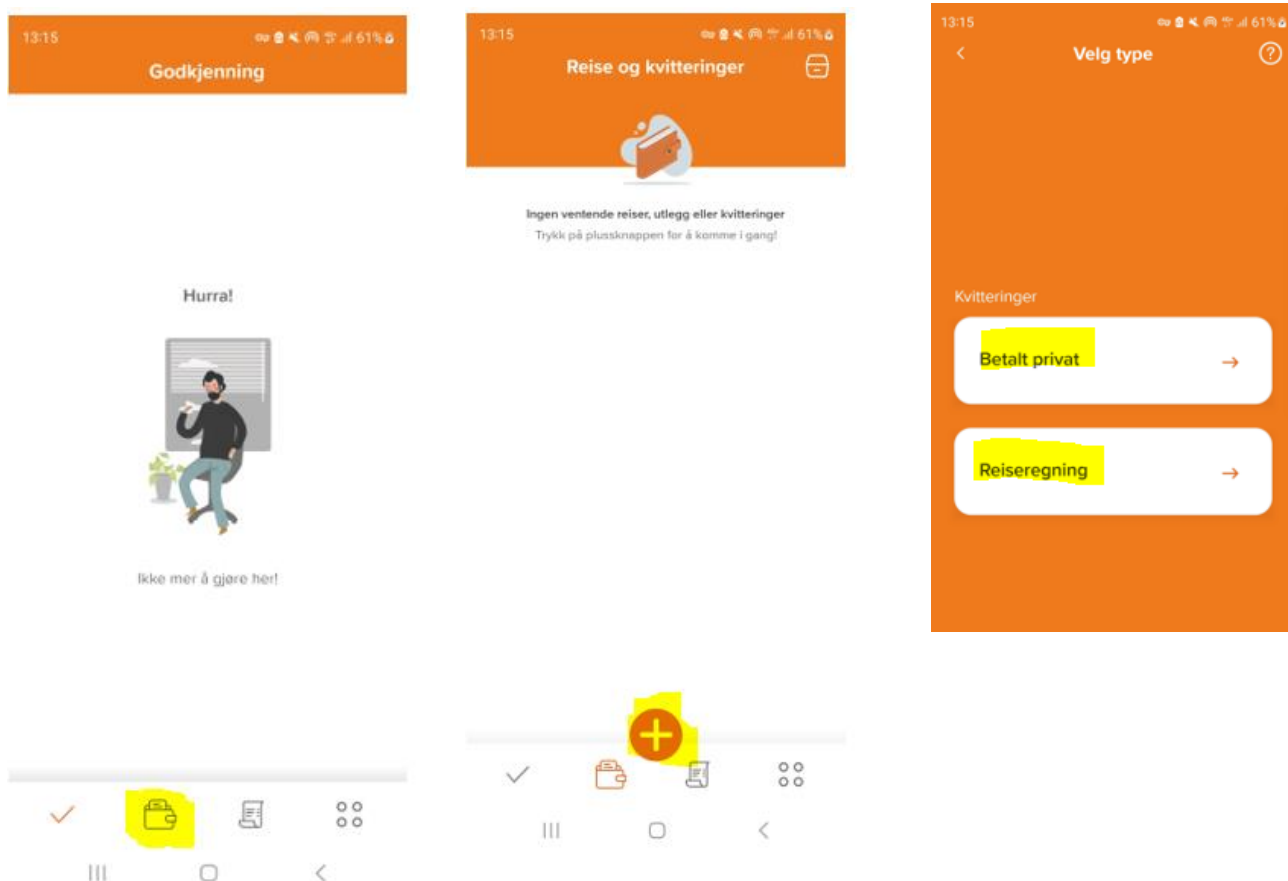 13:15
61%
Godkjenning
Hurra!
Ikke mer å gjøre her!
13:15
61%
Reise og kvitteringer
Ingen ventende reiser, utlegg eller kvitteringer
Trykk på plussknappen for å komme i gang!
13:15
61%
Velg type
?
Kvitteringer
Betalt privat
Reiseregning